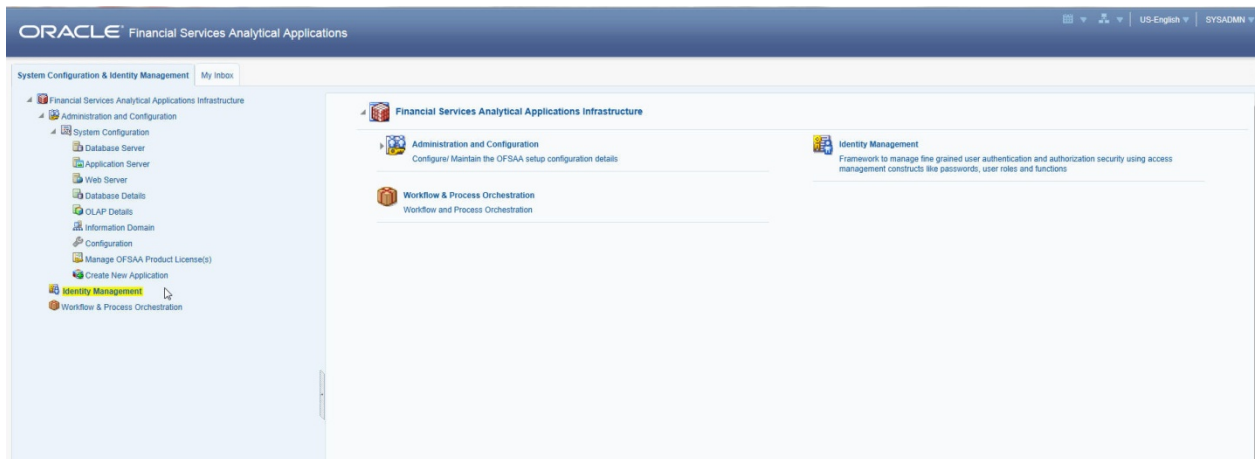 ORACLE® Financial Services Analytical Applications
US-English
SYSADMN
System Configuration & Identity Management
My Inbox
Financial Services Analytical Applications Infrastructure
Administration and Configuration
System Configuration
Database Server
Application Server
Web Server
Database Details
OLAP Details
Information Domain
Configuration
Manage OFSAA Product License(s)
Create New Application
Identity Management
Workflow & Process Orchestration
Financial Services Analytical Applications Infrastructure
Administration and Configuration
Configure/ Maintain the OFSAA setup configuration details
Identity Management
Framework to manage fine grained user authentication and authorization security using access
management constructs like passwords, user roles and functions
Workflow & Process Orchestration
Workflow and Process Orchestration